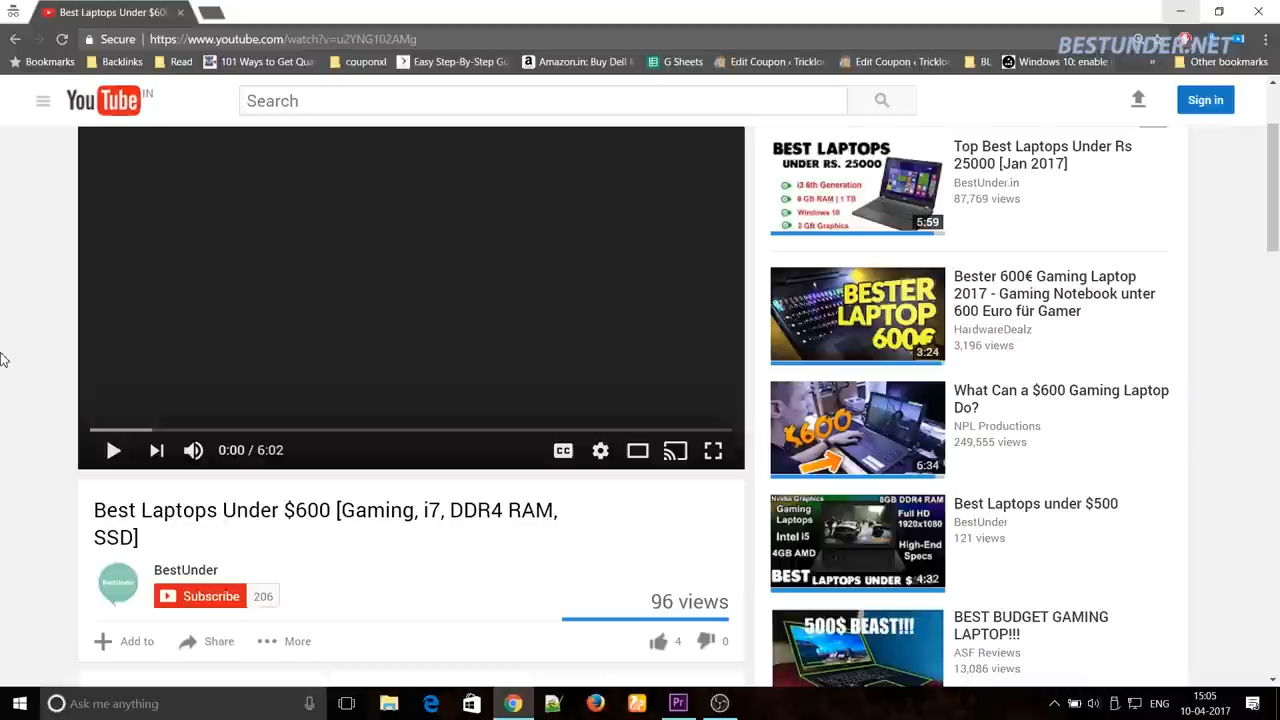 Best Laptops Under $60
Secure
https://www.youtube.com/watch?v=u2YNG102AMg
BESTUNDER.NET
Bookmarks
Backlinks
Read
101 Ways to Get Qua
couponxl
Easy Step-By-Step G
Amazon.in: Buy Dell
G Sheets
Edit Coupon ‹ Tricklo
Edit Coupon ‹ Tricklo
BL
Windows 10: enable
Other bookmarks
YouTube IN
Search
Sign in
BEST LAPTOPS
UNDER RS. 25000
i3 6th Generation
8 GB RAM | 1 TB
Windows 10
2 GB Graphics
5:59
Top Best Laptops Under Rs
25000 [Jan 2017]
BestUnder.in
87,769 views
BESTER
LAPTOP
600€
3:24
Bester 600€ Gaming Laptop
2017 - Gaming Notebook unter
600 Euro für Gamer
HardwareDealz
3,196 views
$600
6:34
What Can a $600 Gaming Laptop
Do?
NPL Productions
249,555 views
0:00 / 6:02
CC
Nvidia Graphics
8GB DDR4 RAM
Gaming
Laptops
Full HD
1920x1080
Intel i5
4GB AMD
High-End
Specs
BEST LAPTOPS UNDER $
4:32
Best Laptops under $500
BestUnder
121 views
Best Laptops Under $600 [Gaming, i7, DDR4 RAM,
SSD]
BestUnder
BestUnder
Subscribe
206
96 views
Add to
Share
More
4
0
500$ BEAST!!!
BEST BUDGET GAMING
LAPTOP!!!
ASF Reviews
13,086 views
Ask me anything
Pr
ENG
15:05
10-04-2017